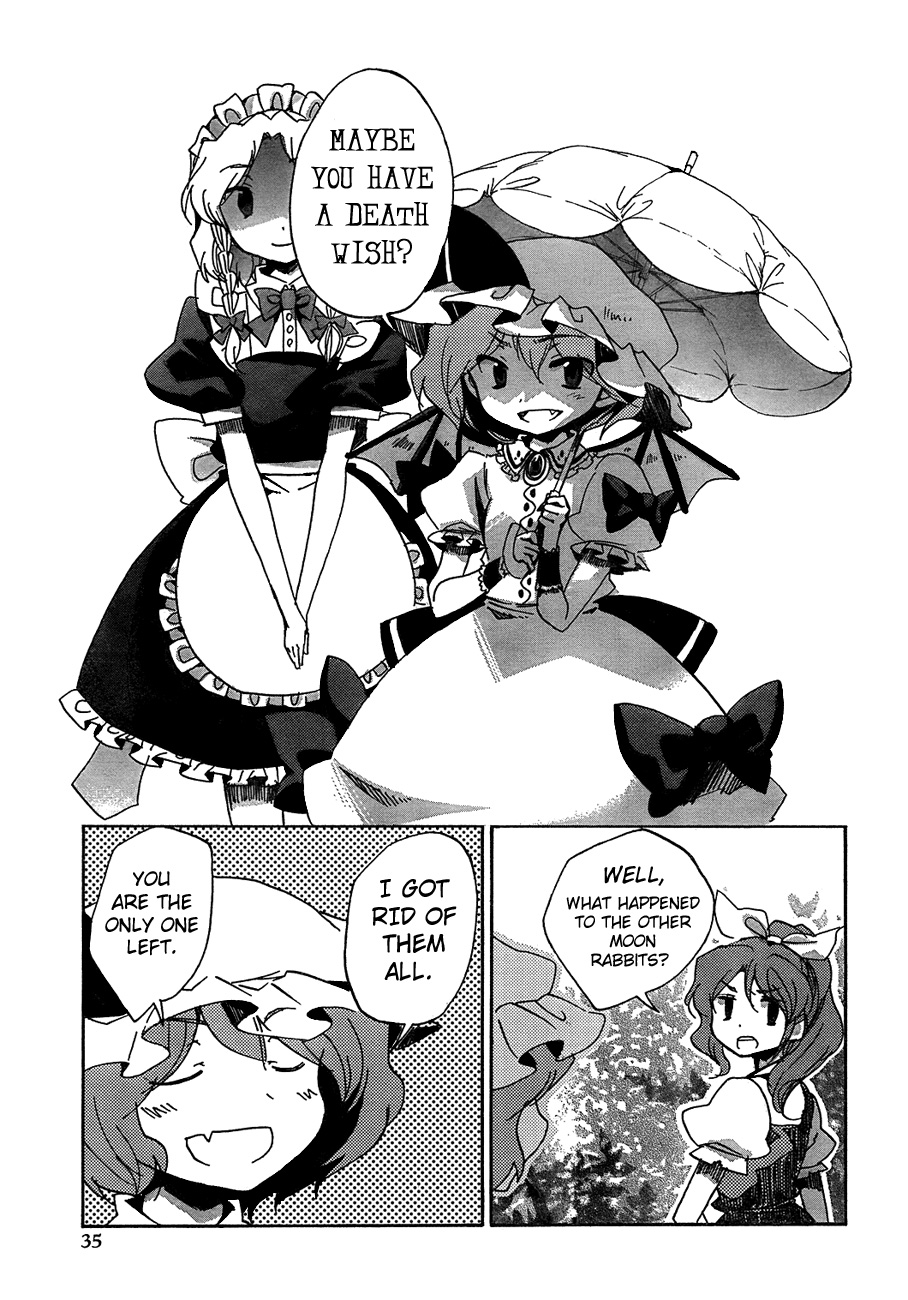 MAYBE
YOU HAVE
A DEATH
WISH?
WELL,
WHAT HAPPENED
TO THE OTHER
MOON
RABBITS?
I GOT
RID OF
THEM
ALL.
YOU
ARE THE
ONLY ONE
LEFT.
35